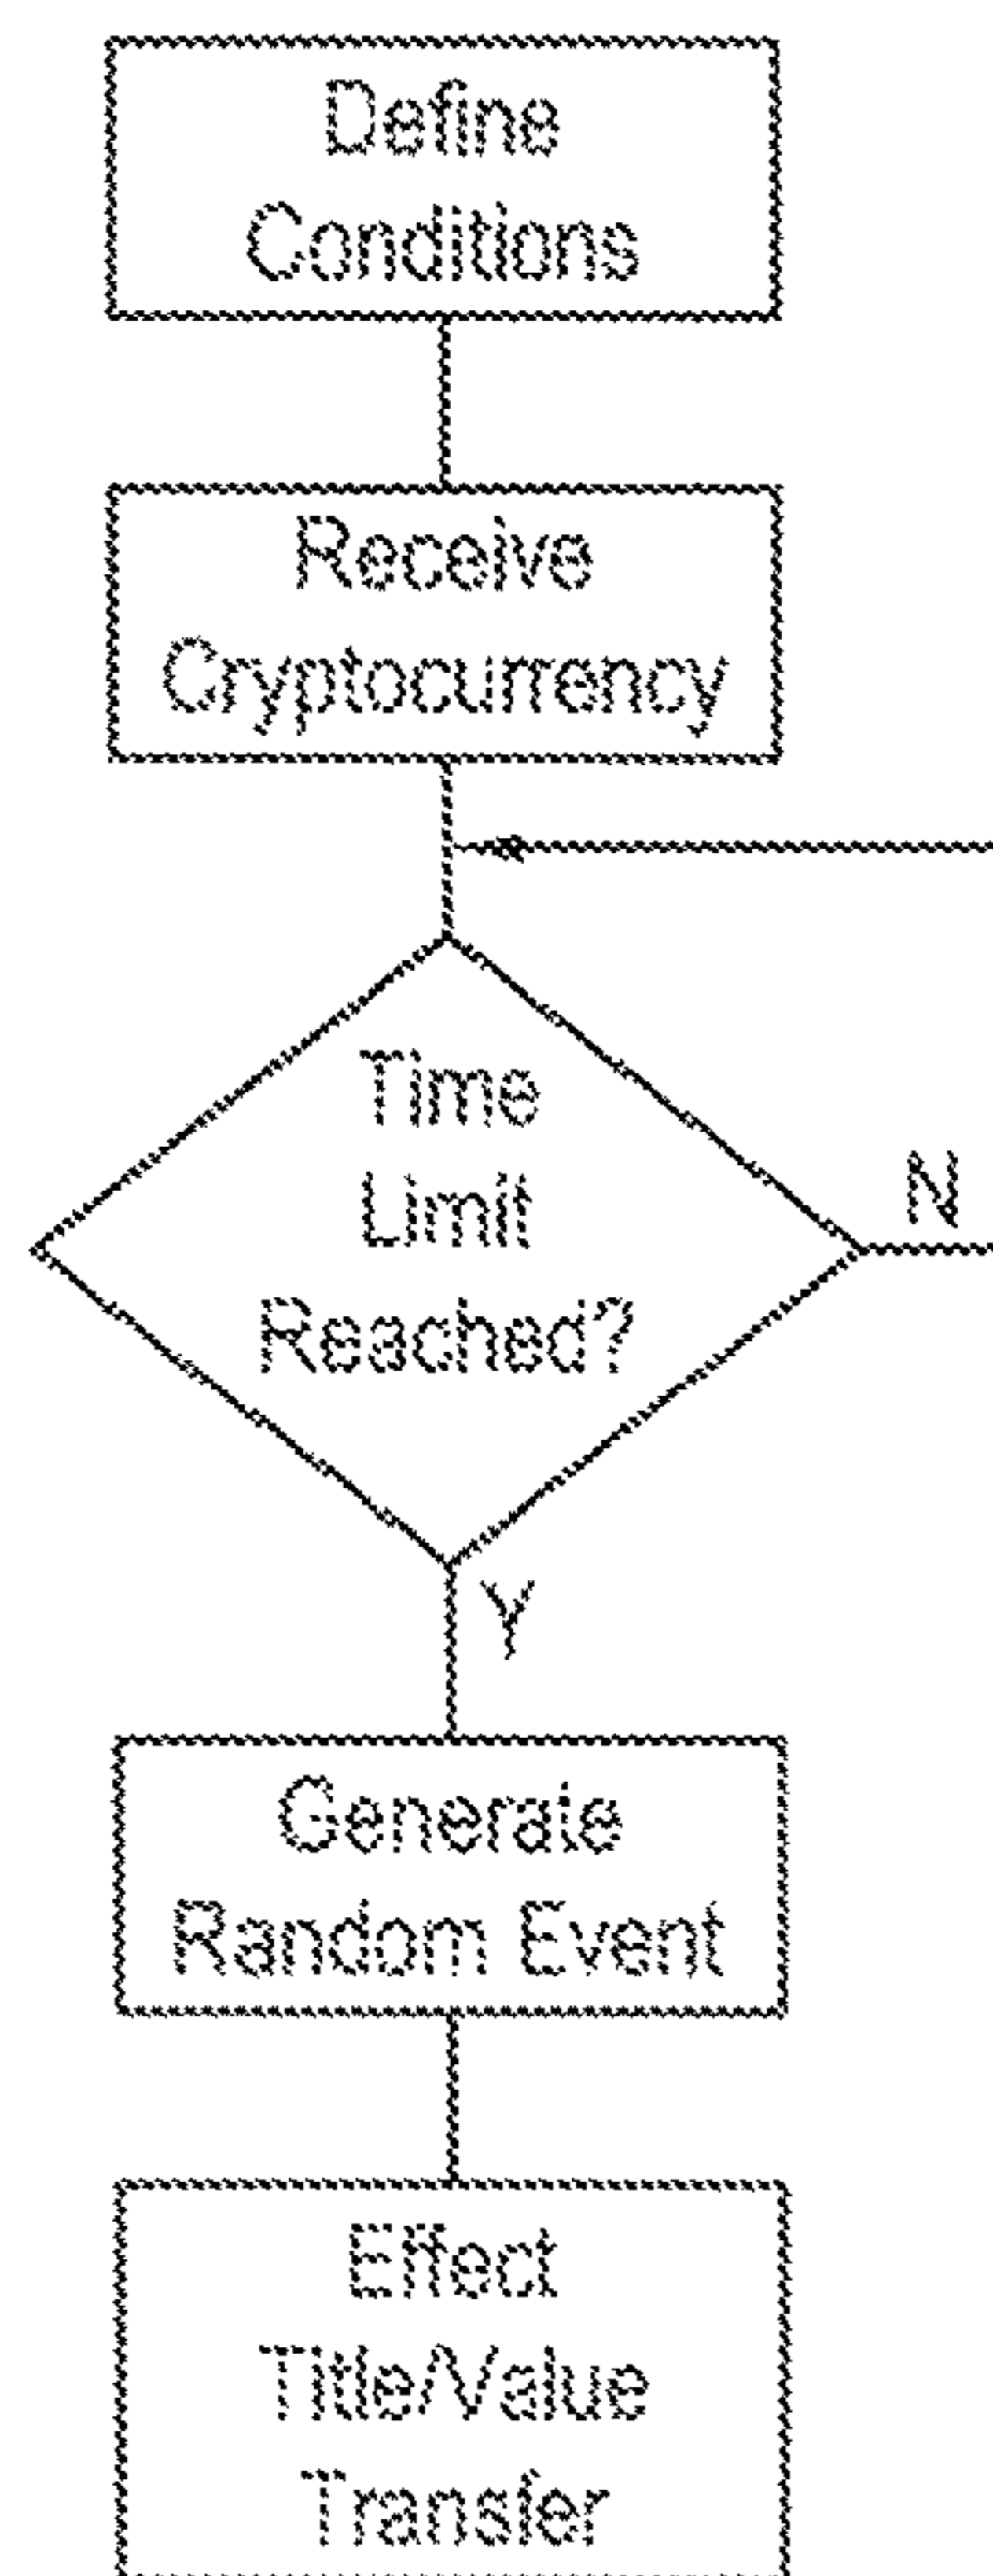 Define
Conditions
Receive
Cryptocurrency
Time
Limit
Reached?
N
Y
Generate
Random Event
Effect
Title/Value
Transfer